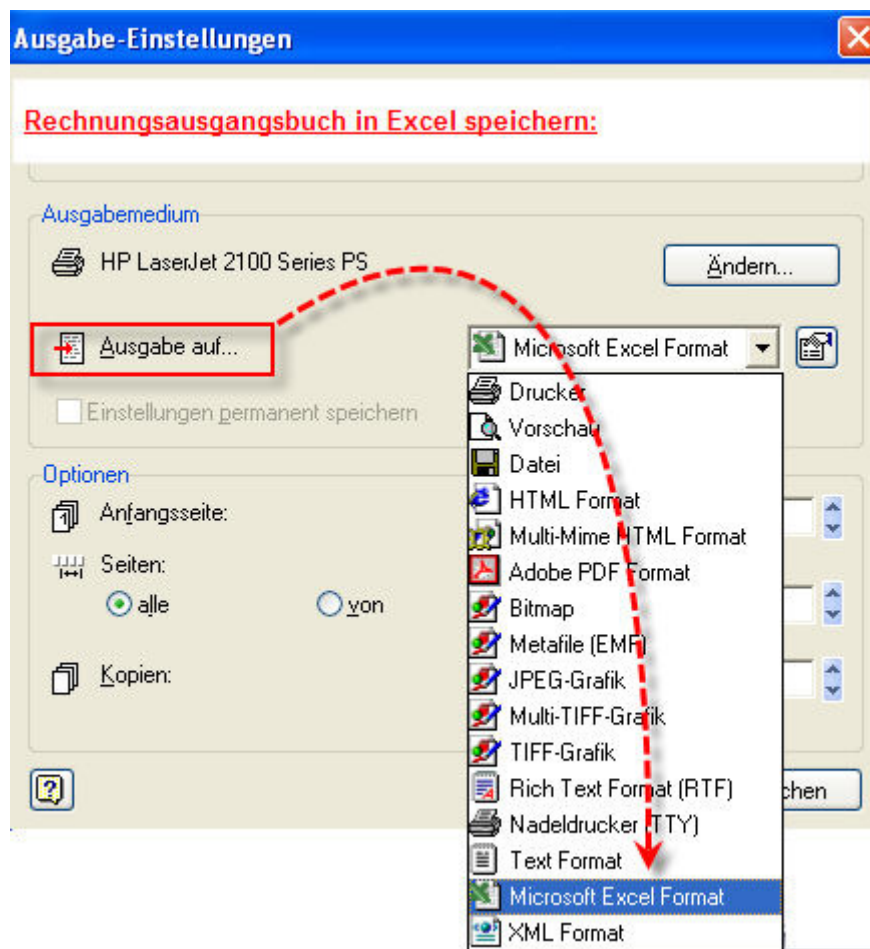 Ausgabe-Einstellungen
Rechnungsausgangsbuch in Excel speichern:
Ausgabemedium
HP LaserJet 2100 Series PS
Ändern...
Ausgabe auf...
Microsoft Excel Format
Einstellungen permanent speichern
Drucker
Vorschau
Datei
HTML Format
Multi-Mime HTML Format
Adobe PDF Format
Bitmap
Metafile (EMF)
JPEG-Grafik
Multi-TIFF-Grafik
TIFF-Grafik
Rich Text Format (RTF)
Nadeldrucker (TTY)
Text Format
Microsoft Excel Format
XML Format
Optionen
Anfangsseite:
Seiten:
alle
von
Kopien:
chen